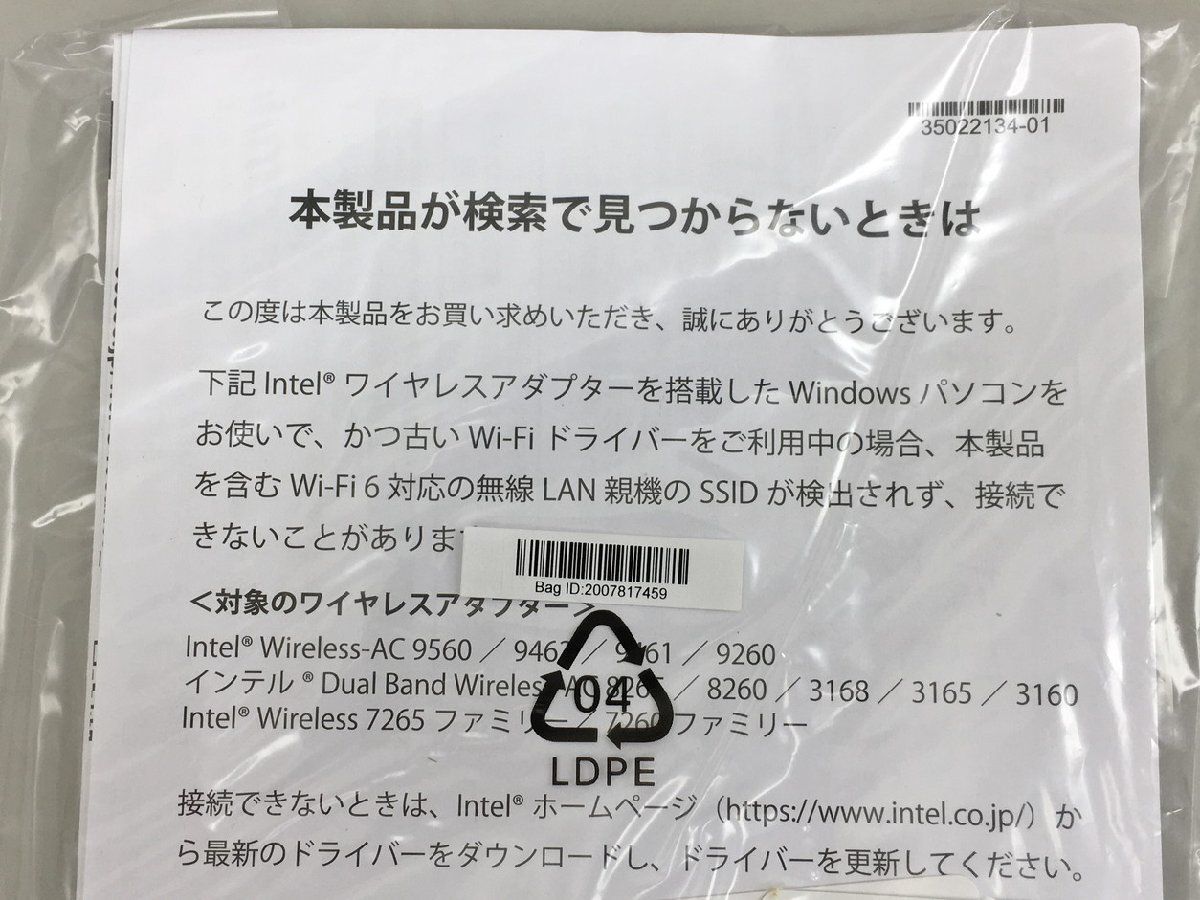 35022134-01
本製品が検索で見つからないときは
この度は本製品をお買い求めいただき、誠にありがとうございます。
下記 Intel® ワイヤレスアダプターを搭載した Windows パソコンを
お使いで、かつ古い Wi-Fi ドライバーをご利用中の場合、本製品
を含む Wi-Fi 6 対応の無線 LAN 親機の SSID が検出されず、接続で
きないことがありま
Bag ID:2007817459
＜対象のワイヤレスアダプター＞
Intel® Wireless-AC 9560 ／ 946 ／ 9461 ／ 9260
インテル ® Dual Band Wireless-AC 8265 ／ 8260 ／ 3168 ／ 3165 ／ 3160
Intel® Wireless 7265 ファミリー ／ 7260 ファミリー
04
LDPE
接続できないときは、Intel® ホームページ（https://www.intel.co.jp/）か
ら最新のドライバーをダウンロードし、ドライバーを更新してください。